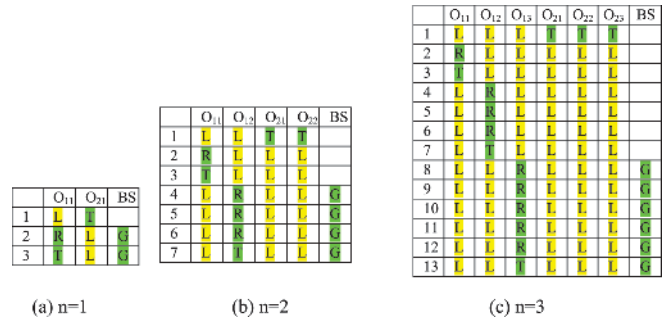 O11 O21 BS
1 L T
2 R L G
3 T L G
(a) n=1
O11 O12 O21 O22 BS
1 L L T T
2 R L L L
3 T L L L
4 L R L L G
5 L R L L G
6 L R L L G
7 L T L L G
(b) n=2
O11 O12 O13 O21 O22 O23 BS
1 L L L T T T
2 R L L L L L
3 T L L L L L
4 L R L L L L
5 L R L L L L
6 L R L L L L
7 L T L L L L
8 L L R L L L G
9 L L R L L L G
10 L L R L L L G
11 L L R L L L G
12 L L R L L L G
13 L L T L L L G
(c) n=3